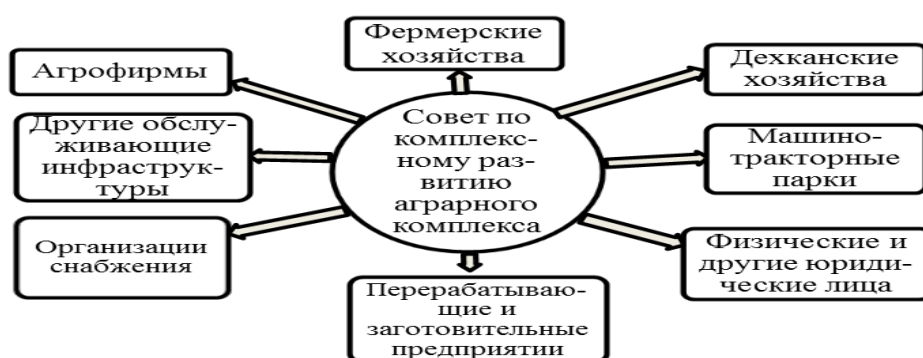 Фермерские
хозяйства
Агрофирмы
Дехканские
хозяйства
Совет по
комплекс-
ному раз-
витию
аграрного
комплекса
Другие обслу-
живающие
инфраструк-
туры
Машино-
тракторные
парки
Организации
снабжения
Физические и
другие юриди-
ческие лица
Перерабатываю-
щие и
заготовительные
предприятии